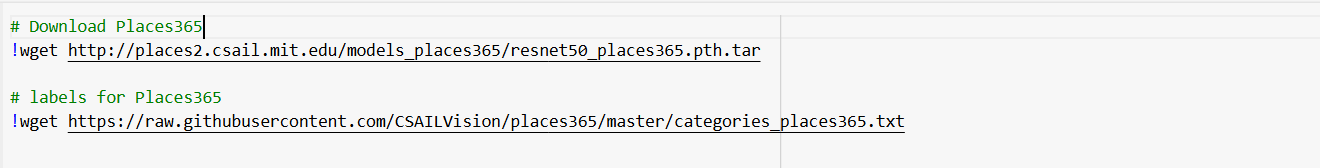 # Download Places365
!wget http://places2.csail.mit.edu/models_places365/resnet50_places365.pth.tar
# labels for Places365
!wget https://raw.githubusercontent.com/CSAILVision/places365/master/categories_places365.txt